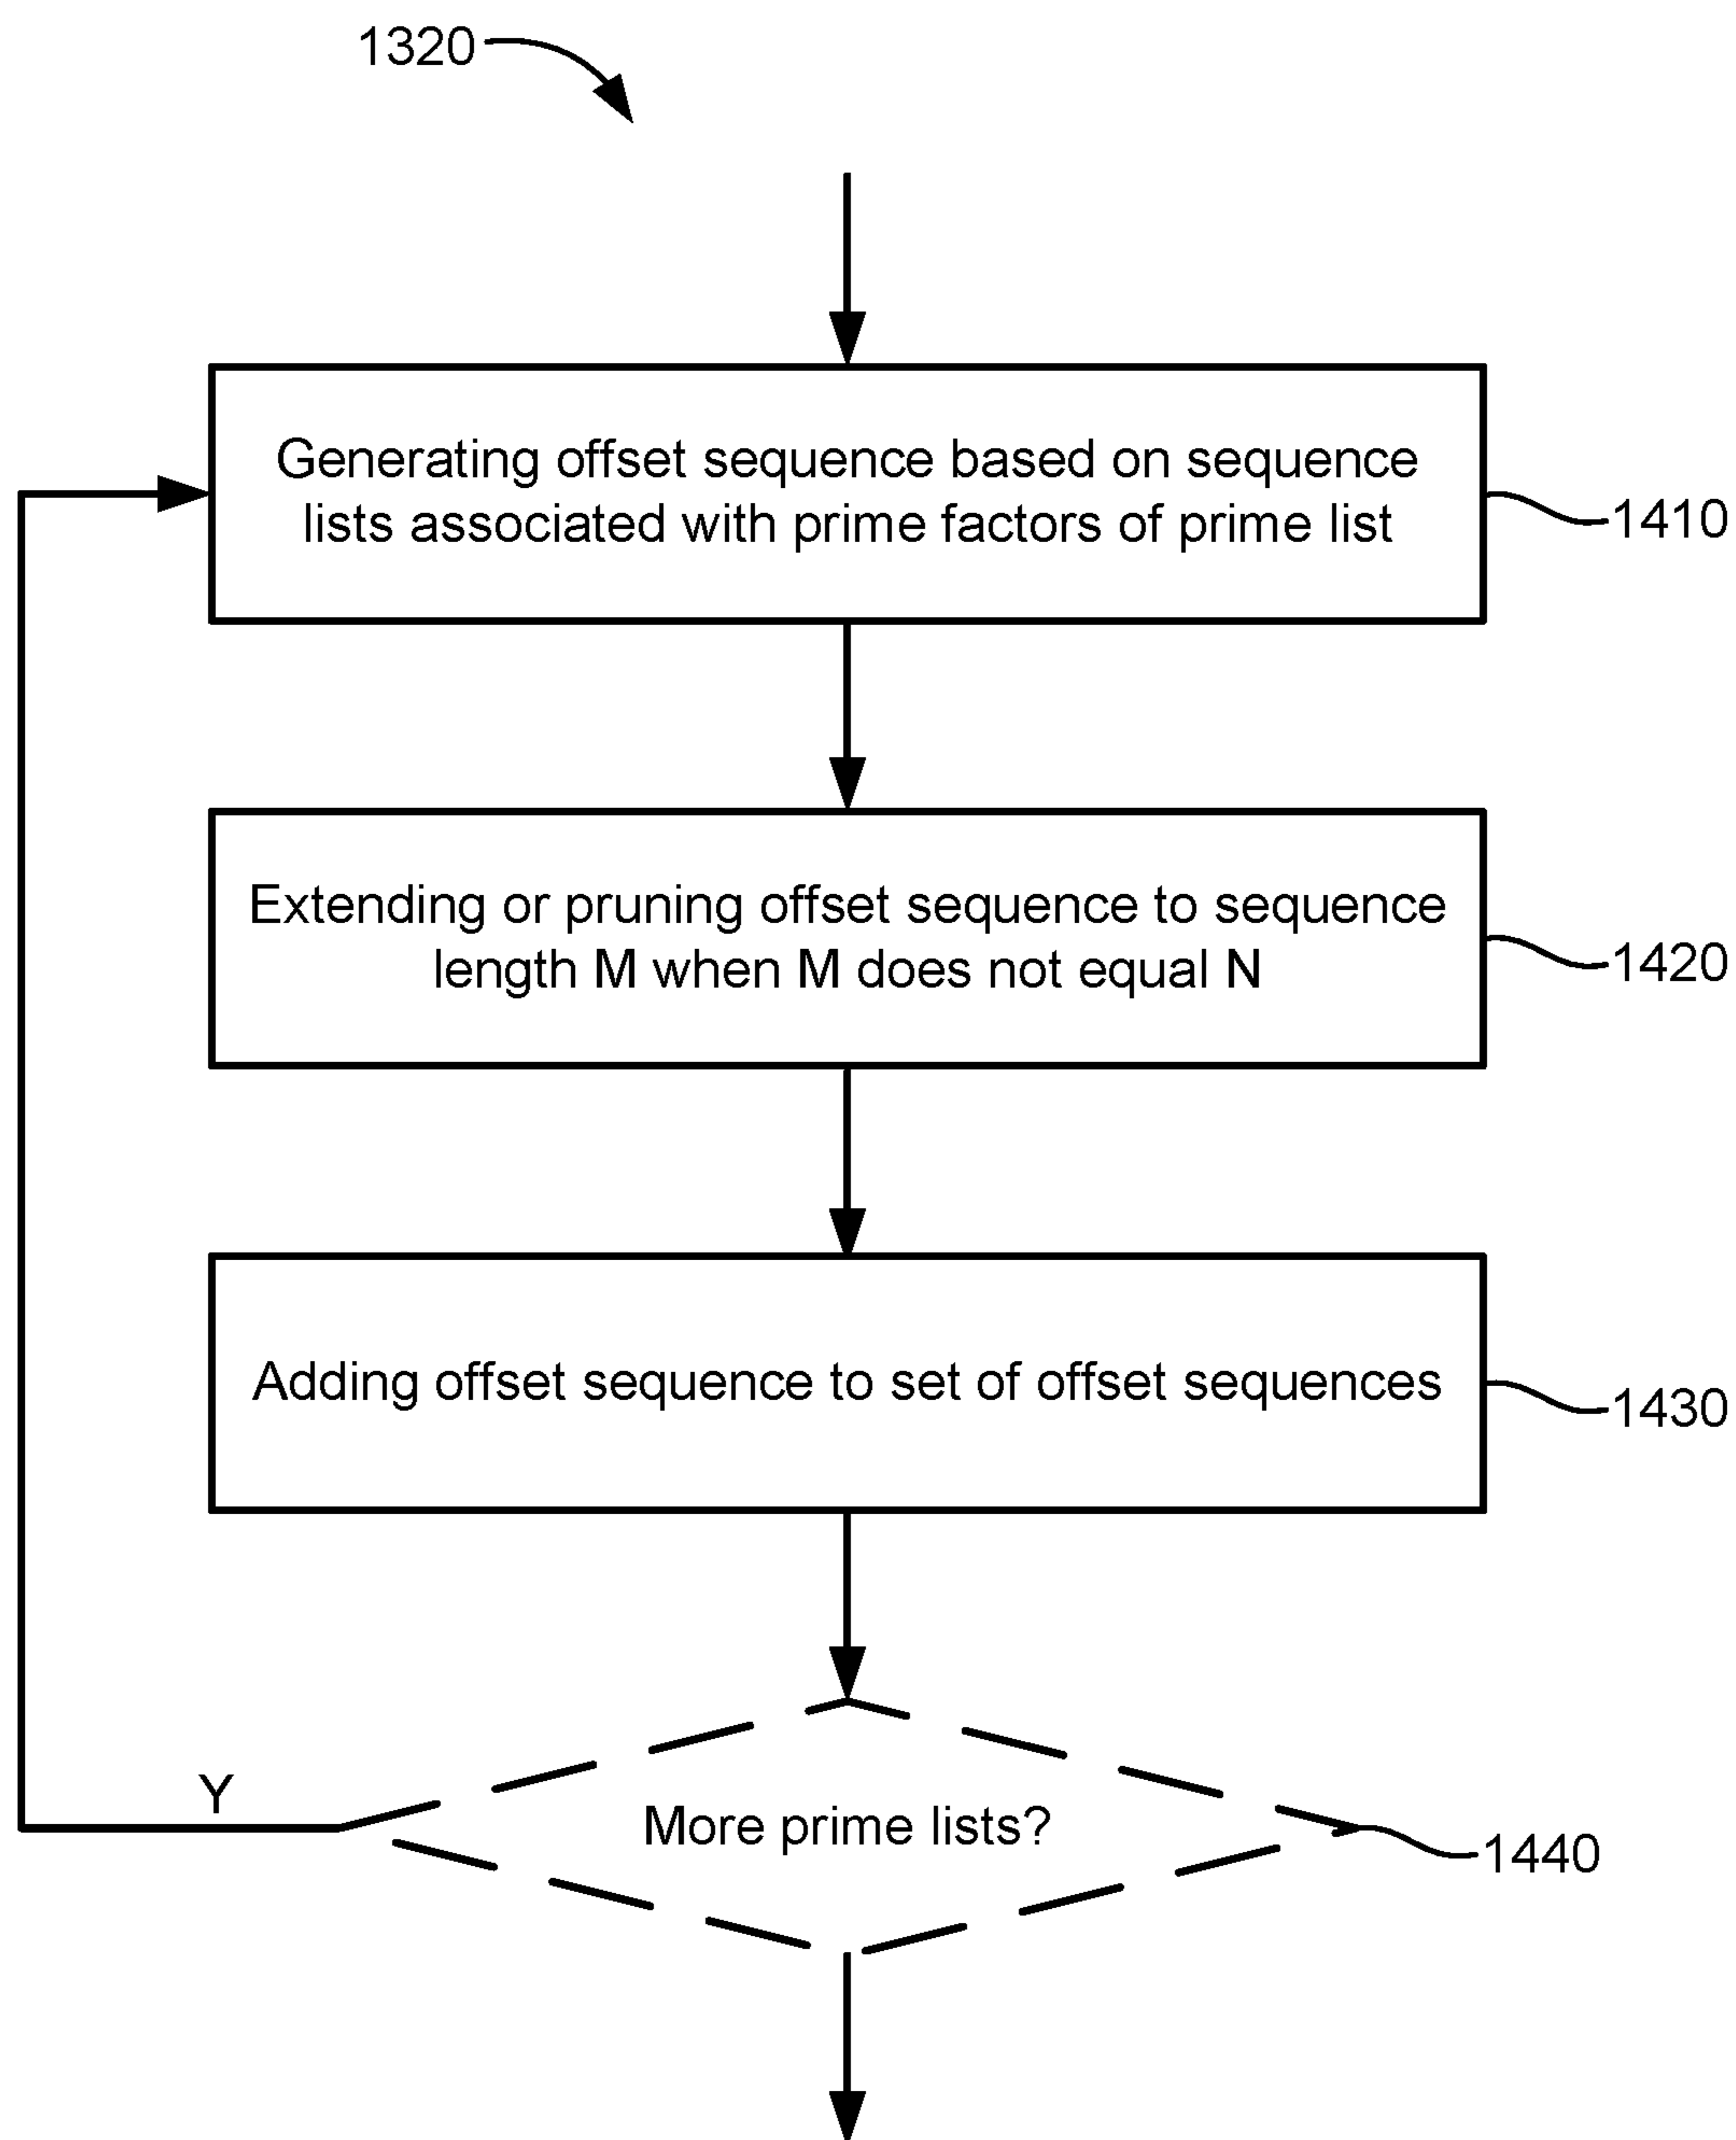 1320
Generating offset sequence based on sequence
lists associated with prime factors of prime list
1410
Extending or pruning offset sequence to sequence
length M when M does not equal N
1420
Adding offset sequence to set of offset sequences
1430
Y
More prime lists?
1440